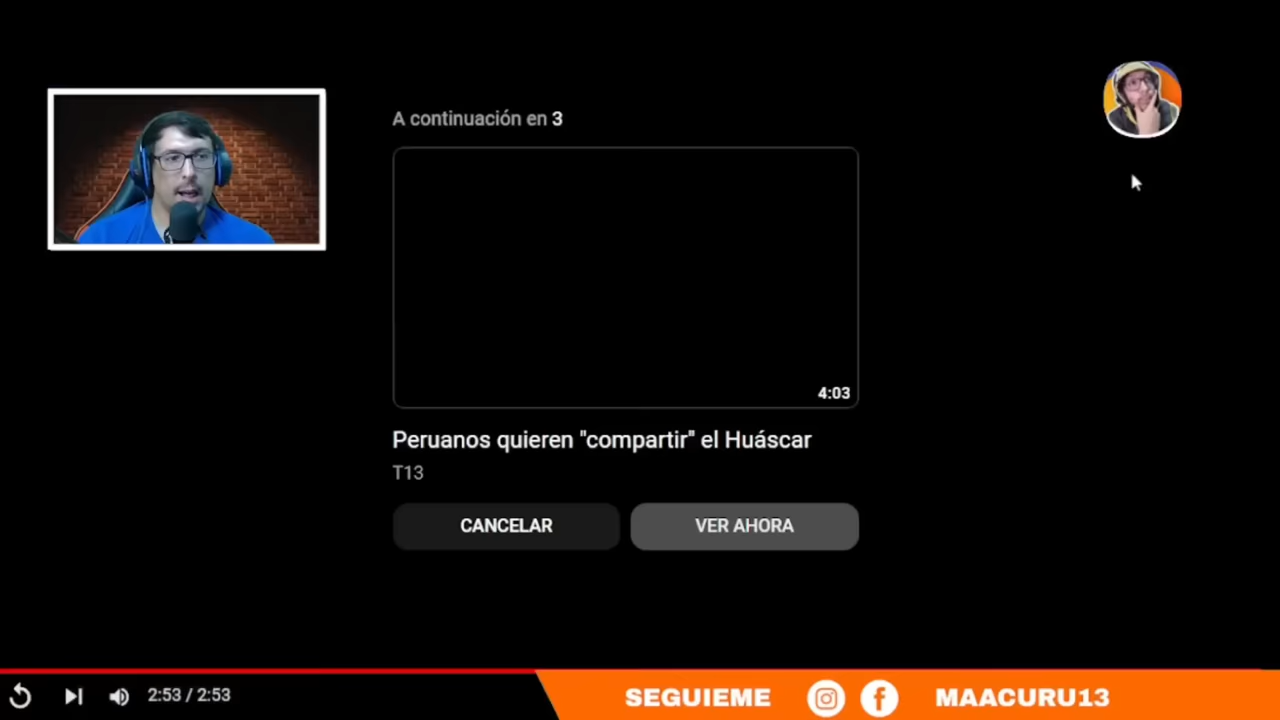 A continuación en 3
4:03
Peruanos quieren "compartir" el Huáscar
T13
CANCELAR
VER AHORA
2:53 / 2:53
SEGUIEME
MAACURU13